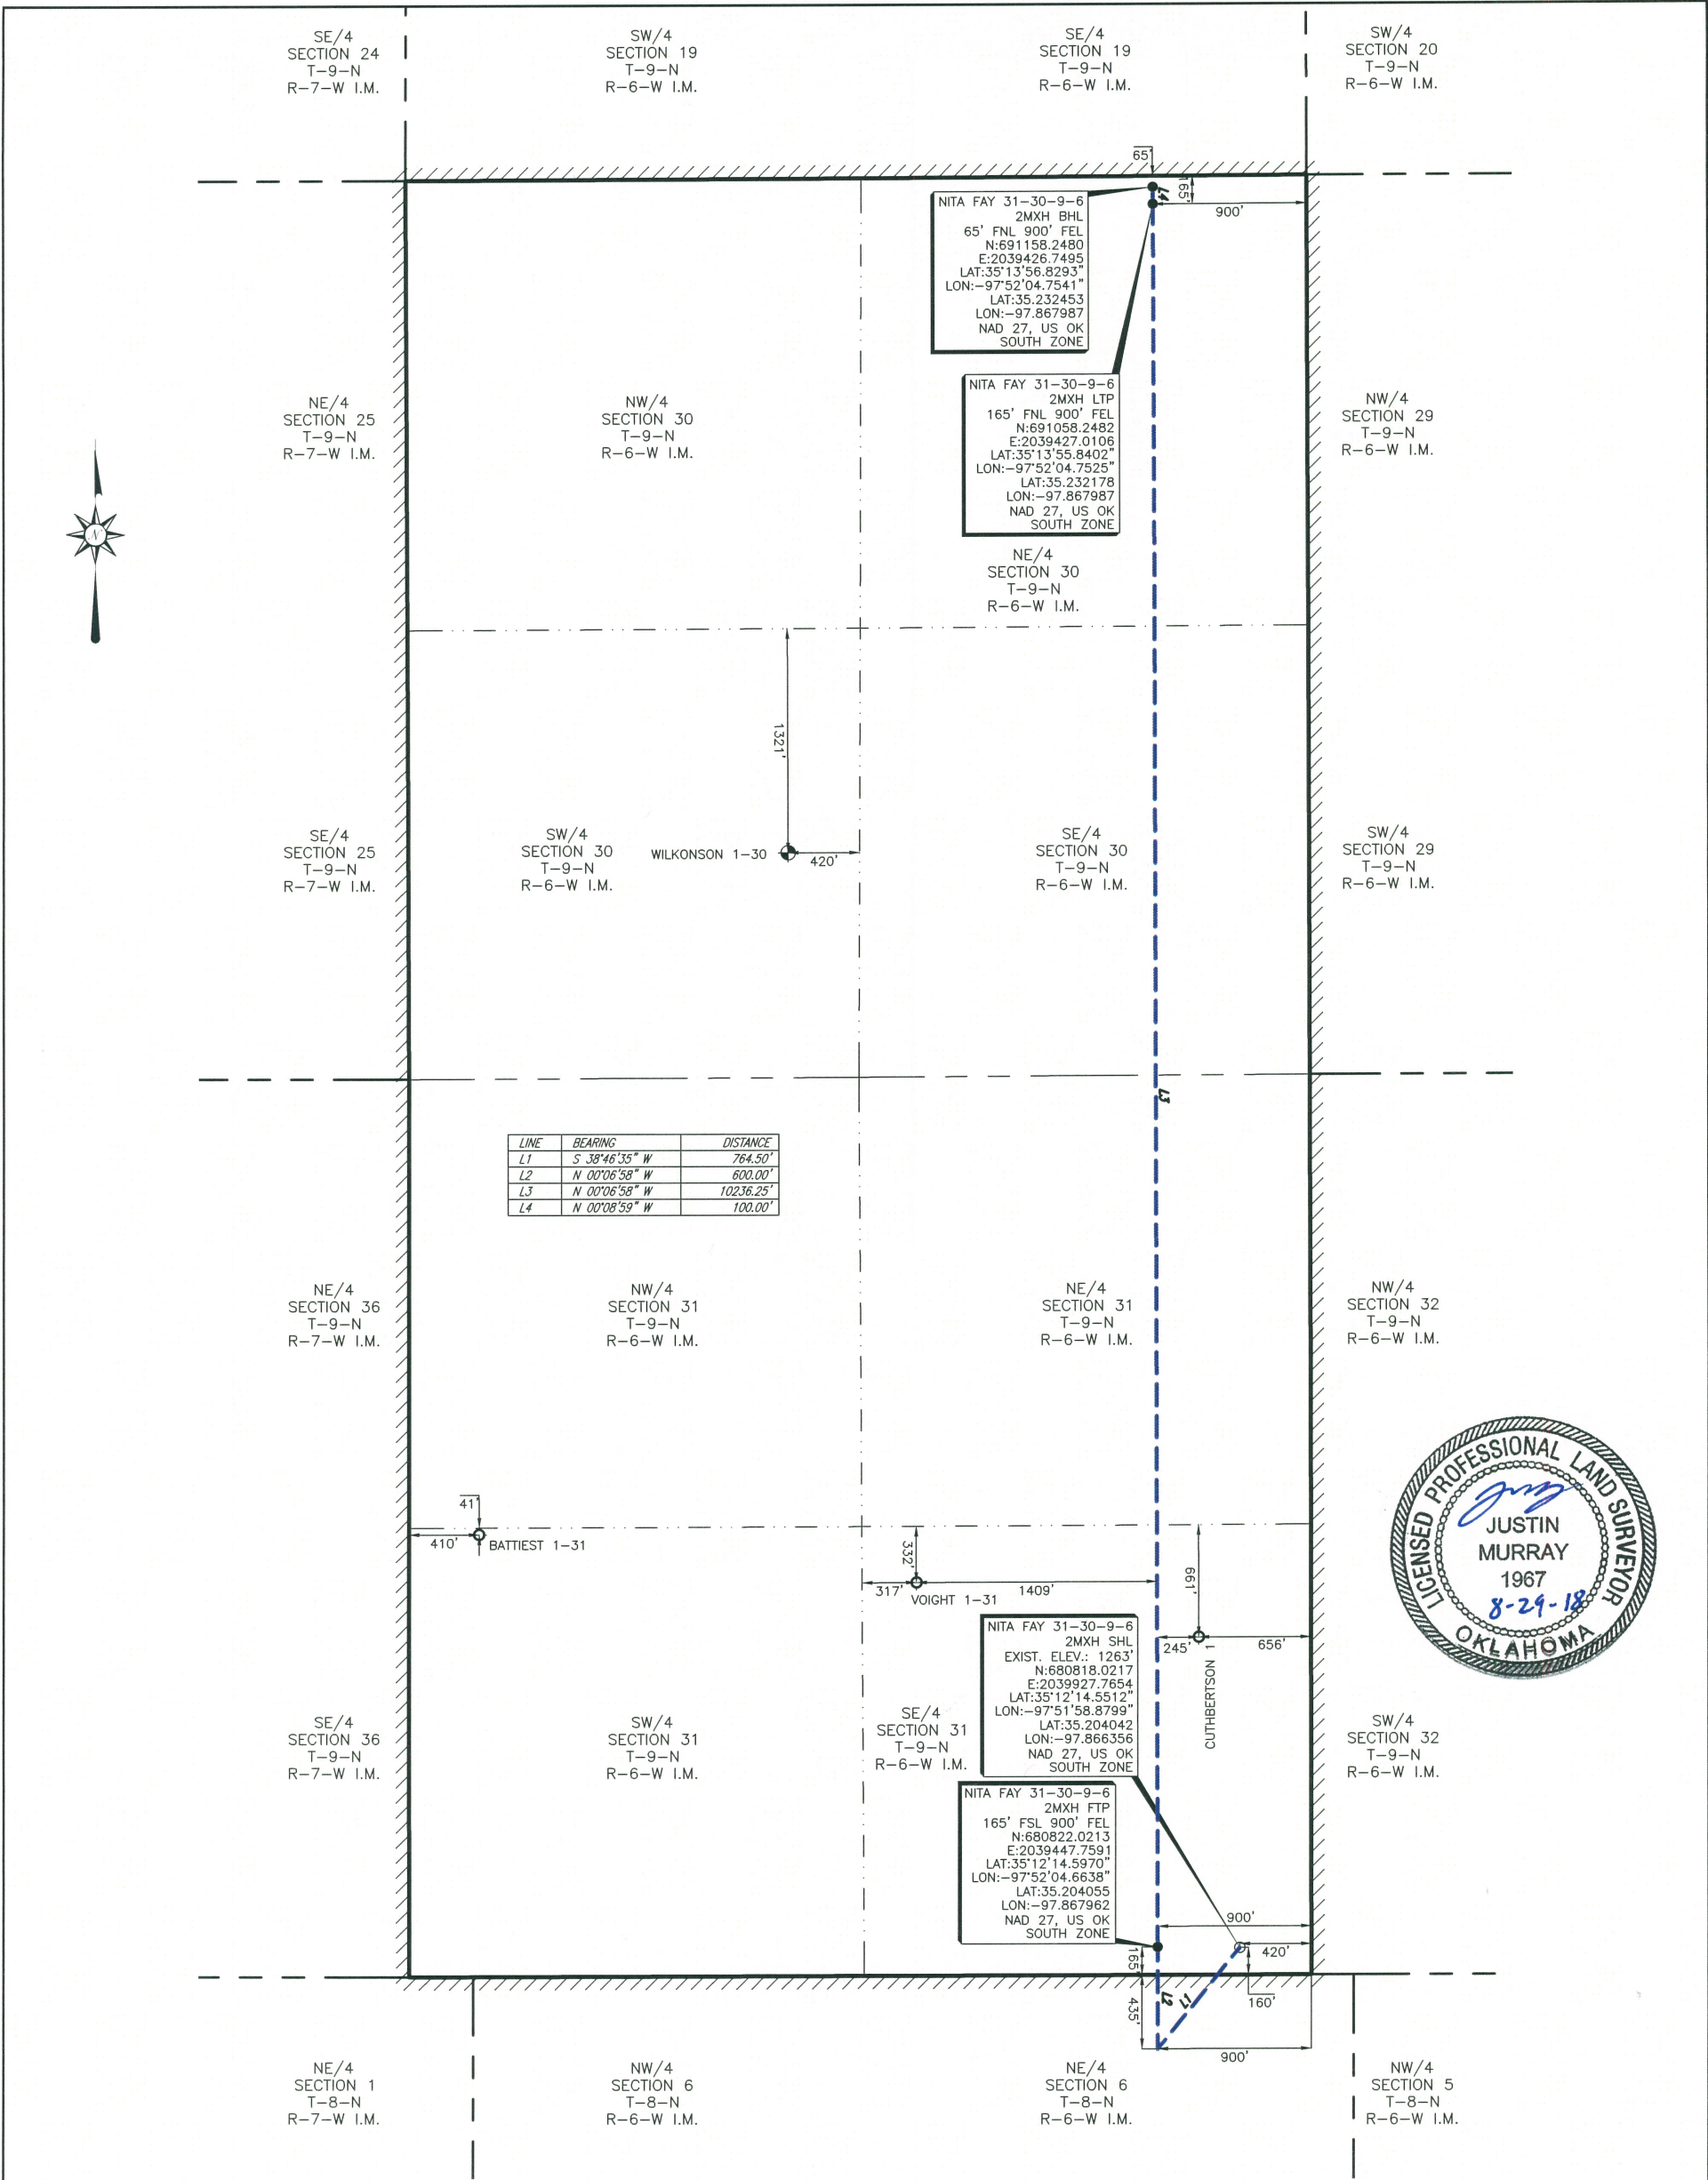 SE/4
SECTION 24
T-9-N
R-7-W I.M.
SW/4
SECTION 19
T-9-N
R-6-W I.M.
SE/4
SECTION 19
T-9-N
R-6-W I.M.
SW/4
SECTION 20
T-9-N
R-6-W I.M.
65'
165'
L4
900'
NITA FAY 31-30-9-6
2MXH BHL
65' FNL 900' FEL
N:691158.2480
E:2039426.7495
LAT:35°13'56.8293"
LON:-97°52'04.7541"
LAT:35.232453
LON:-97.867987
NAD 27, US OK
SOUTH ZONE
NITA FAY 31-30-9-6
2MXH LTP
165' FNL 900' FEL
N:691058.2482
E:2039427.0106
LAT:35°13'55.8402"
LON:-97°52'04.7525"
LAT:35.232178
LON:-97.867987
NAD 27, US OK
SOUTH ZONE
NE/4
SECTION 25
T-9-N
R-7-W I.M.
NW/4
SECTION 30
T-9-N
R-6-W I.M.
NE/4
SECTION 30
T-9-N
R-6-W I.M.
NW/4
SECTION 29
T-9-N
R-6-W I.M.
N
1321'
SE/4
SECTION 25
T-9-N
R-7-W I.M.
SW/4
SECTION 30
T-9-N
R-6-W I.M.
WILKONSON 1-30
420'
SE/4
SECTION 30
T-9-N
R-6-W I.M.
SW/4
SECTION 29
T-9-N
R-6-W I.M.
L3
LINE BEARING DISTANCE
L1 S 38°46'35" W 764.50'
L2 N 00°06'58" W 600.00'
L3 N 00°06'58" W 10236.25'
L4 N 00°08'59" W 100.00'
NE/4
SECTION 36
T-9-N
R-7-W I.M.
NW/4
SECTION 31
T-9-N
R-6-W I.M.
NE/4
SECTION 31
T-9-N
R-6-W I.M.
NW/4
SECTION 32
T-9-N
R-6-W I.M.
LICENSED PROFESSIONAL LAND SURVEYOR
JUSTIN
MURRAY
1967
8-29-18
OKLAHOMA
41'
410'
BATTIEST 1-31
332'
317'
1409'
VOIGHT 1-31
661'
245'
656'
CUTHBERTSON 1
NITA FAY 31-30-9-6
2MXH SHL
EXIST. ELEV.: 1263'
N:680818.0217
E:2039927.7654
LAT:35°12'14.5512"
LON:-97°51'58.8799"
LAT:35.204042
LON:-97.866356
NAD 27, US OK
SOUTH ZONE
SE/4
SECTION 36
T-9-N
R-7-W I.M.
SW/4
SECTION 31
T-9-N
R-6-W I.M.
SE/4
SECTION 31
T-9-N
R-6-W I.M.
SW/4
SECTION 32
T-9-N
R-6-W I.M.
NITA FAY 31-30-9-6
2MXH FTP
165' FSL 900' FEL
N:680822.0213
E:2039447.7591
LAT:35°12'14.5970"
LON:-97°52'04.6638"
LAT:35.204055
LON:-97.867962
NAD 27, US OK
SOUTH ZONE
900'
420'
165'
160'
435'
L2
L1
900'
NE/4
SECTION 1
T-8-N
R-7-W I.M.
NW/4
SECTION 6
T-8-N
R-6-W I.M.
NE/4
SECTION 6
T-8-N
R-6-W I.M.
NW/4
SECTION 5
T-8-N
R-6-W I.M.